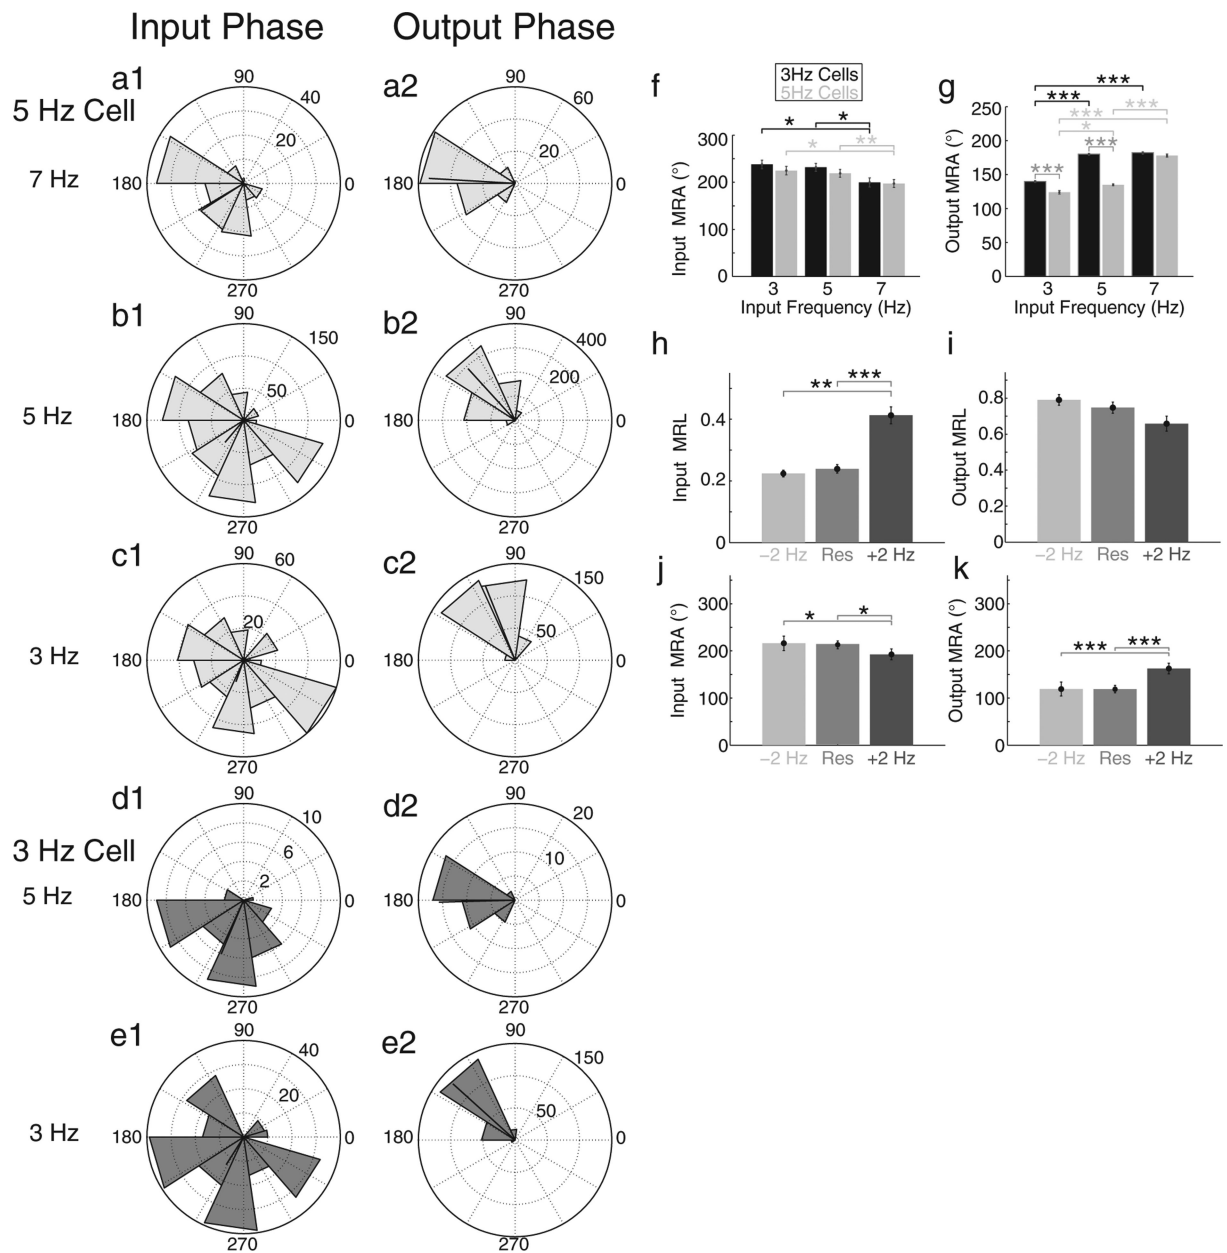 Input Phase
Output Phase
a1
90
40
20
180
0
270
5 Hz Cell
7 Hz
a2
90
60
20
180
0
270
b1
90
150
50
180
0
270
5 Hz
b2
90
400
200
180
0
270
c1
90
60
20
180
0
270
3 Hz
c2
90
150
50
180
0
270
d1
90
10
6
2
180
0
270
3 Hz Cell
5 Hz
d2
90
20
10
180
0
270
e1
90
40
20
180
0
270
3 Hz
e2
90
150
50
180
0
270
f
3Hz Cells
5Hz Cells
* *
* **
300
200
100
0
Input MRA (°)
3 5 7
Input Frequency (Hz)
g
***
***
***
***
*
***
***
250
200
150
100
50
0
Output MRA (°)
3 5 7
Input Frequency (Hz)
h
** ***
0.4
0.2
0
Input MRL
−2 Hz Res +2 Hz
i
0.8
0.6
0.4
0.2
0
Output MRL
−2 Hz Res +2 Hz
j
* *
300
200
100
0
Input MRA (°)
−2 Hz Res +2 Hz
k
*** ***
300
200
100
0
Output MRA (°)
−2 Hz Res +2 Hz